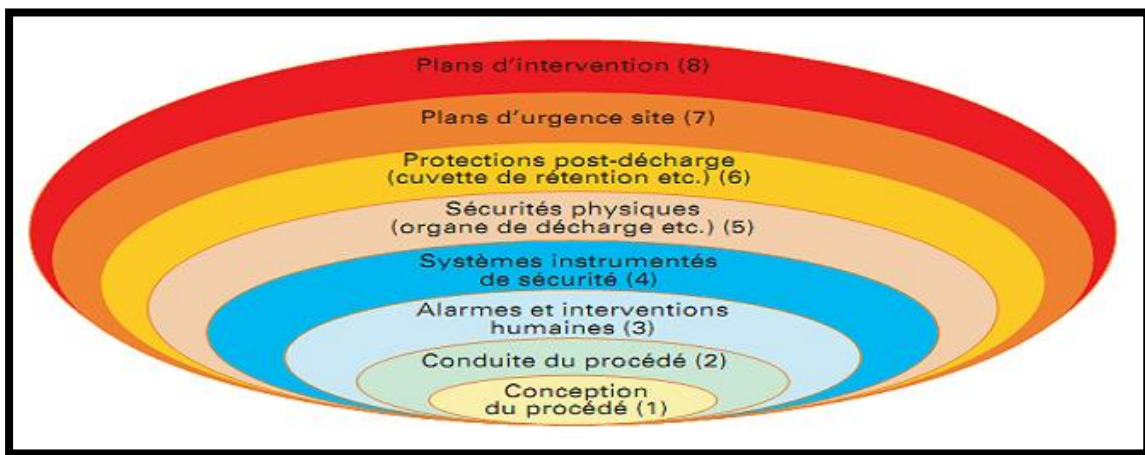 Plans d'intervention (8)
Plans d'urgence site (7)
Protections post-décharge
(cuvette de rétention etc.) (6)
Sécurités physiques
(organe de décharge etc.) (5)
Systèmes instrumentés
de sécurité (4)
Alarmes et interventions
humaines (3)
Conduite du procédé (2)
Conception
du procédé (1)